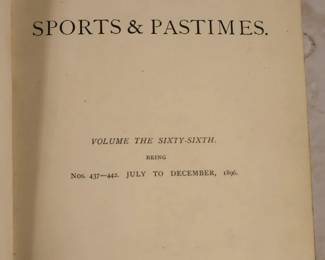 SPORTS & PASTIMES.
VOLUME THE SIXTY-SIXTH.
BEING
Nos. 437—442. JULY TO DECEMBER, 1896.